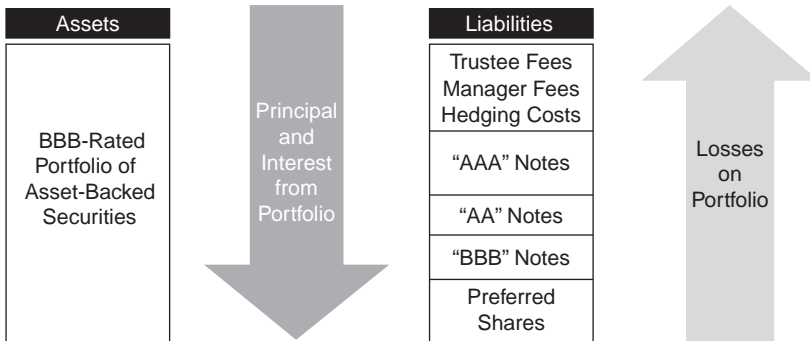 Assets
BBB-Rated
Portfolio of
Asset-Backed
Securities
Principal
and
Interest
from
Portfolio
Liabilities
Trustee Fees
Manager Fees
Hedging Costs
“AAA” Notes
“AA” Notes
“BBB” Notes
Preferred
Shares
Losses
on
Portfolio